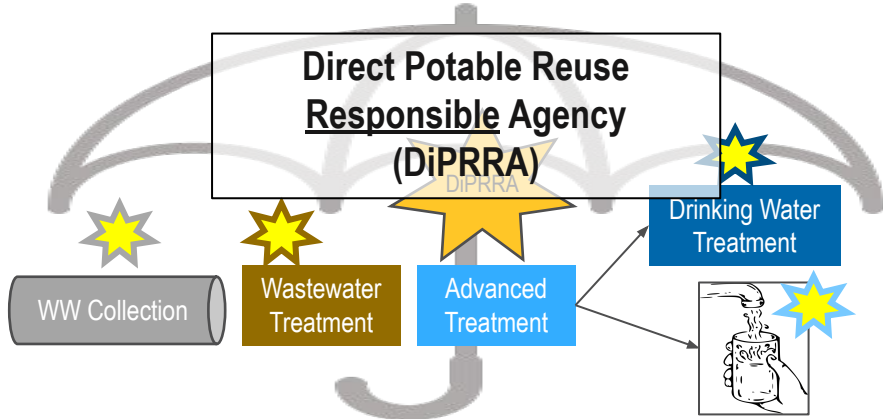 Direct Potable Reuse
Responsible Agency
(DiPRRA)
DiPRRA
Drinking Water
Treatment
WW Collection
Wastewater
Treatment
Advanced
Treatment